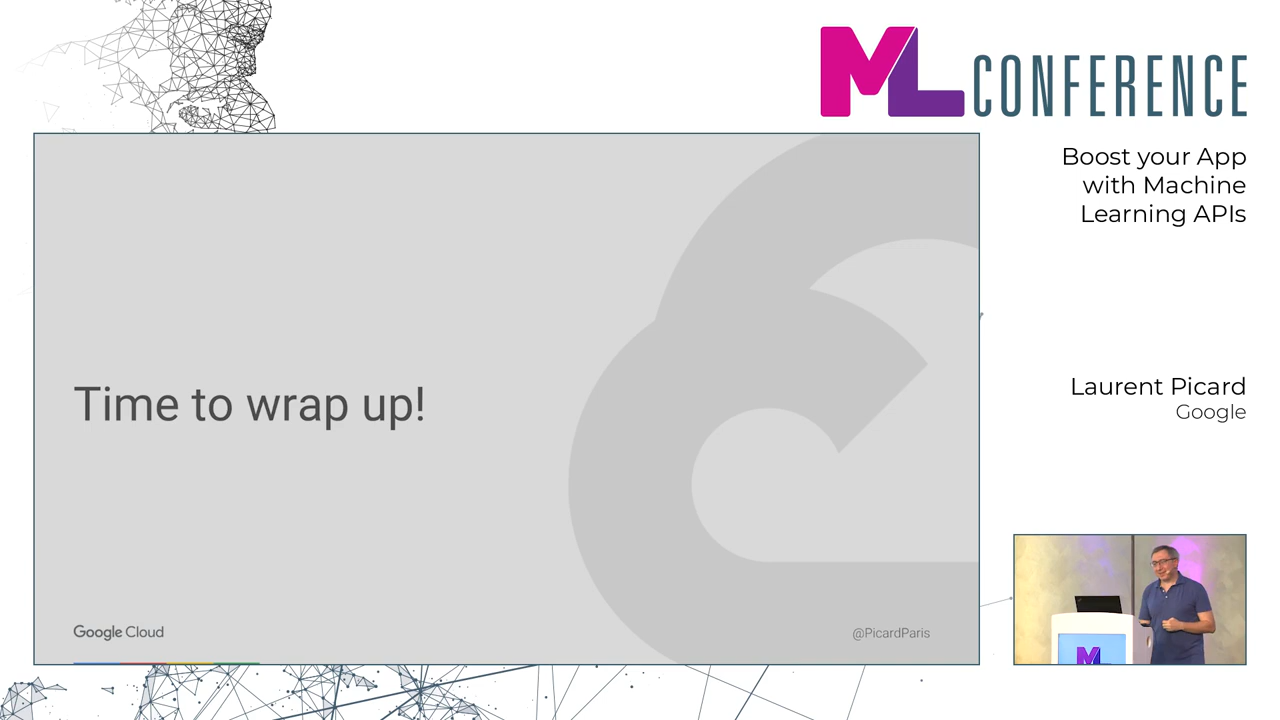 ML CONFERENCE
Boost your App
with Machine
Learning APIs
Time to wrap up!
Laurent Picard
Google
Google Cloud
@PicardParis
ML